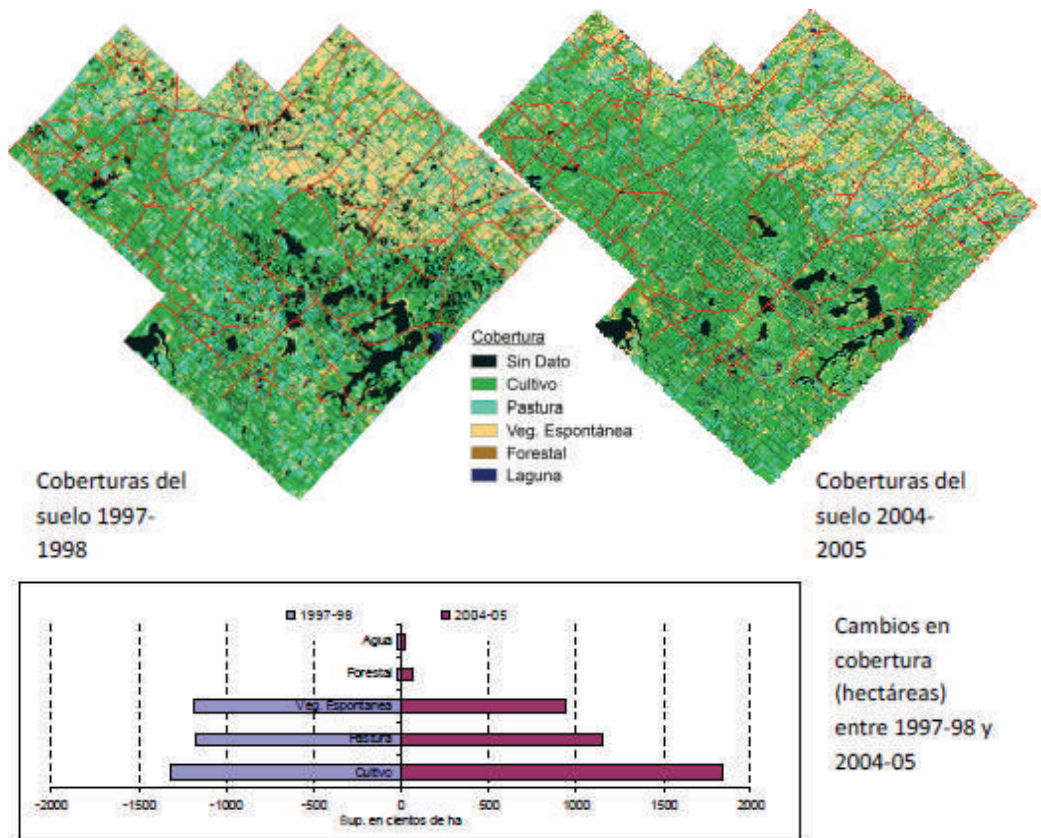 Cobertura
Sin Dato
Cultivo
Pastura
Veg. Espontánea
Forestal
Laguna
Coberturas del
suelo 1997-
1998
Coberturas del
suelo 2004-
2005
1997-98
2004-05
Agua
Forestal
Veg. Espontanea
Pastura
Cultivo
-2000 -1500 -1000 -500 0 500 1000 1500 2000
Sup. en cientos de ha
Cambios en
cobertura
(hectáreas)
entre 1997-98 y
2004-05